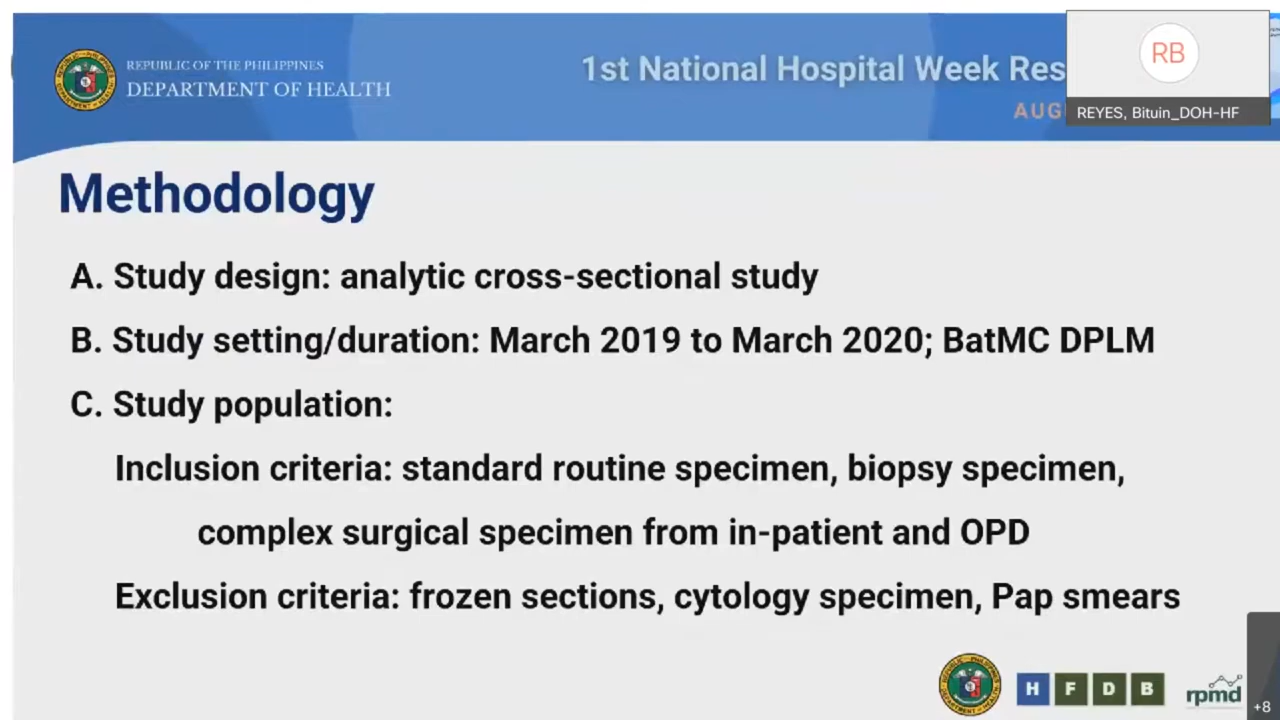 REPUBLIC OF THE PHILIPPINES
DEPARTMENT OF HEALTH
1st National Hospital Week Res
AUG
RB
REYES, Bituin_DOH-HF
Methodology
A. Study design: analytic cross-sectional study
B. Study setting/duration: March 2019 to March 2020; BatMC DPLM
C. Study population:
Inclusion criteria: standard routine specimen, biopsy specimen,
complex surgical specimen from in-patient and OPD
Exclusion criteria: frozen sections, cytology specimen, Pap smears
H F D B
rpmd
+8